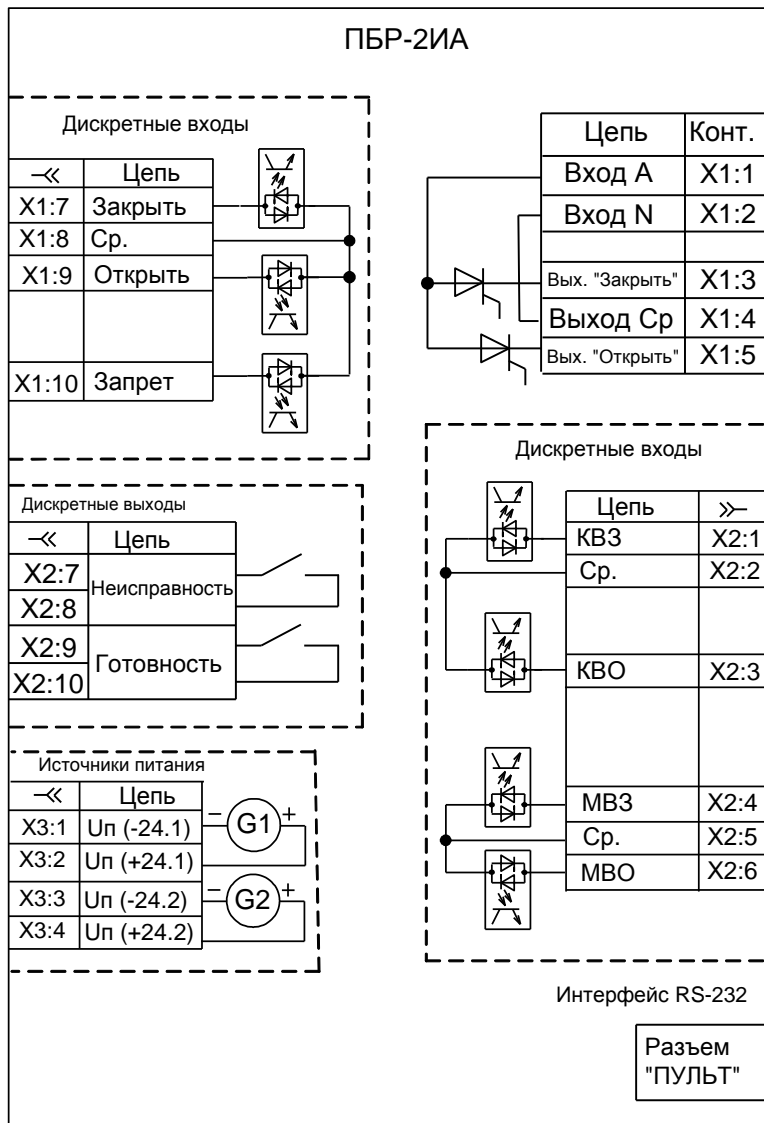 ПБР-2ИА
Дискретные входы
Цепь
X1:7 Закрыть
X1:8 Ср.
X1:9 Открыть
X1:10 Запрет
Цепь Конт.
Вход A X1:1
Вход N X1:2
Вых. "Закрыть" X1:3
Выход Ср X1:4
Вых. "Открыть" X1:5
Дискретные выходы
Цепь
X2:7
Неисправность
X2:8
X2:9
Готовность
X2:10
Дискретные входы
Цепь
КВЗ X2:1
Ср. X2:2
КВО X2:3
МВЗ X2:4
Ср. X2:5
МВО X2:6
Источники питания
Цепь
X3:1 Uп (-24.1) − G1 +
X3:2 Uп (+24.1)
X3:3 Uп (-24.2) − G2 +
X3:4 Uп (+24.2)
Интерфейс RS-232
Разъем
"ПУЛЬТ"